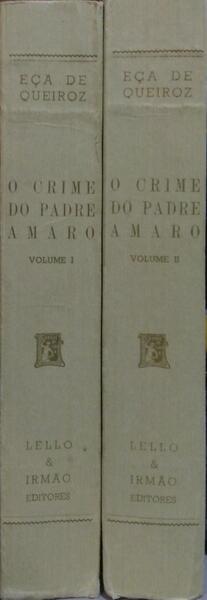 EÇA DE
QUEIROZ
O CRIME
DO PADRE
AMARO
VOLUME I
LELLO
&
IRMÃO
EDITORES
EÇA DE
QUEIROZ
O CRIME
DO PADRE
AMARO
VOLUME II
LELLO
&
IRMÃO
EDITORES